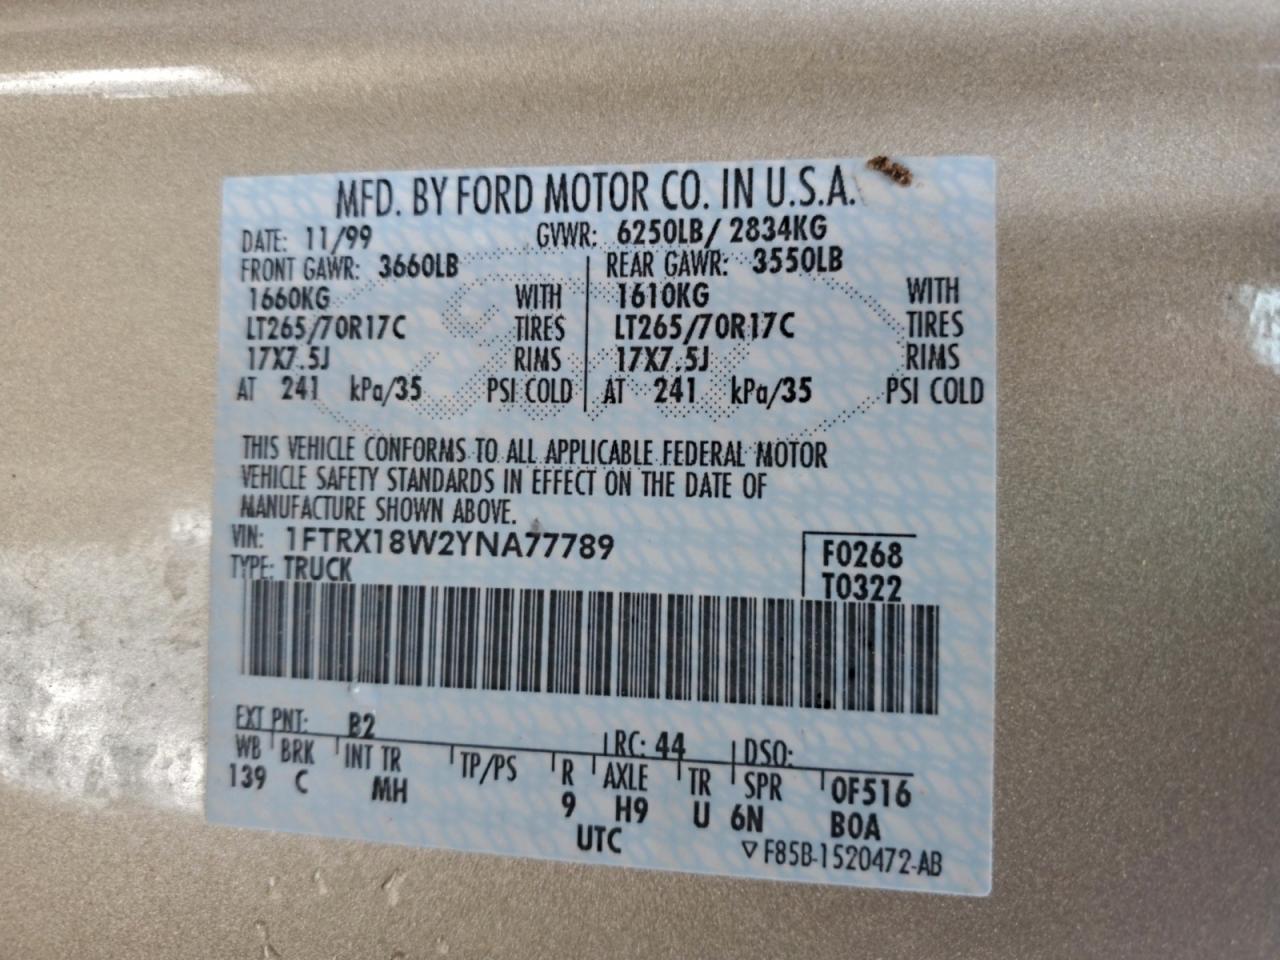 MFD. BY FORD MOTOR CO. IN U.S.A.
DATE: 11/99 GVWR: 6250LB/ 2834KG
FRONT GAWR: 3660LB REAR GAWR: 3550LB
1660KG WITH 1610KG WITH
LT265/70R17C TIRES LT265/70R17C TIRES
17X7.5J RIMS 17X7.5J RIMS
AT 241 kPa/35 PSI COLD AT 241 kPa/35 PSI COLD
THIS VEHICLE CONFORMS TO ALL APPLICABLE FEDERAL MOTOR
VEHICLE SAFETY STANDARDS IN EFFECT ON THE DATE OF
MANUFACTURE SHOWN ABOVE.
VIN: 1FTRX18W2YNA77789 F0268
TYPE: TRUCK T0322
EXT PNT: B2 RC: 44 DSO:
WB BRK INT TR TP/PS R AXLE TR SPR 0F516
139 C MH 9 H9 U 6N B0A
UTC ▽ F85B-1520472-AB